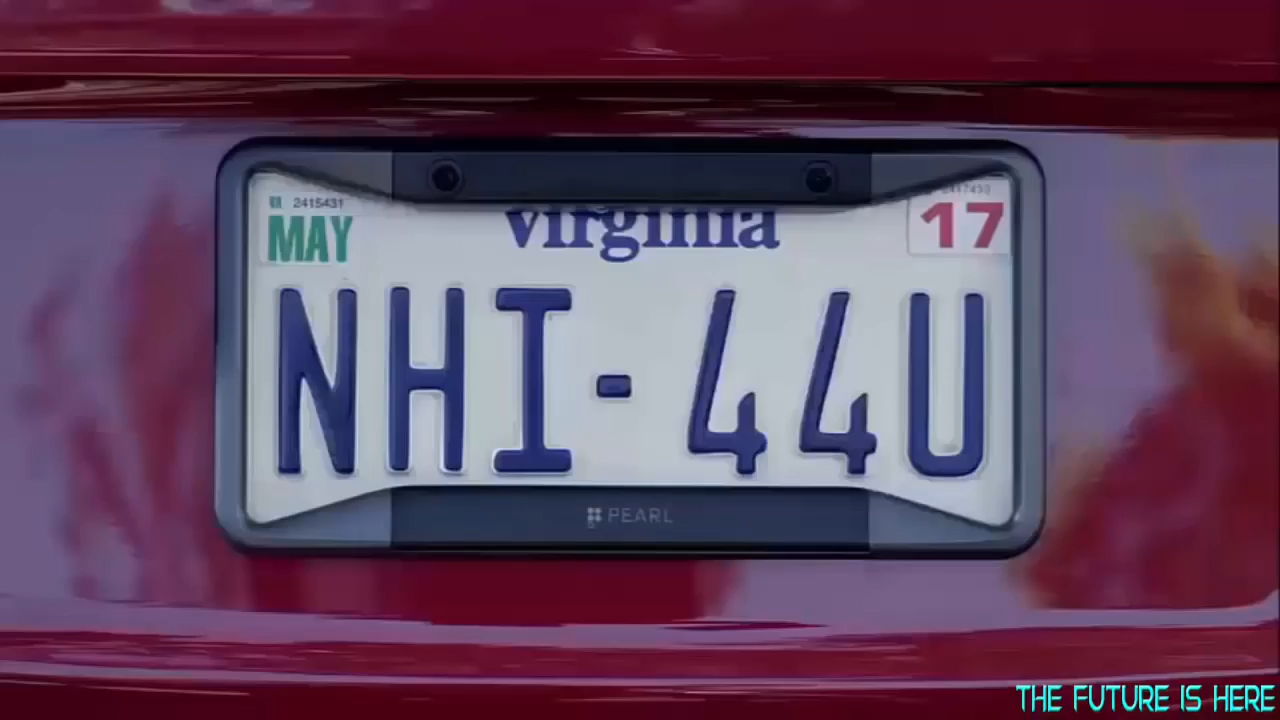 2415431
MAY
virginia
17
NHI-44U
PEARL
THE FUTURE IS HERE